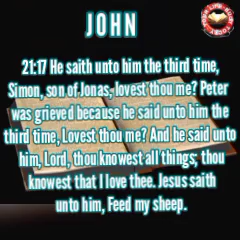 JOHN
21:17 He saith unto him the third time,
Simon, son of Jonas, lovest thou me? Peter
was grieved because he said unto him the
third time, Lovest thou me? And he said unto
him, Lord, thou knowest all things; thou
knowest that I love thee. Jesus saith
unto him, Feed my sheep.